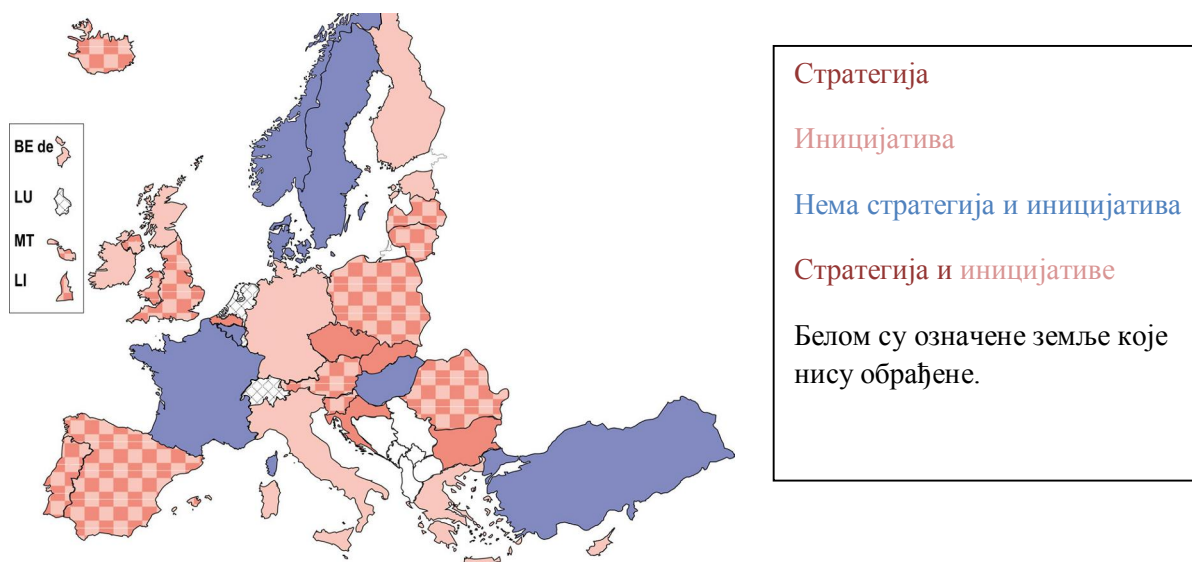 BE de
LU
MT
LI
Стратегија
Иницијатива
Нема стратегија и иницијатива
Стратегија и иницијативе
Белом су означене земље које
нису обрађене.